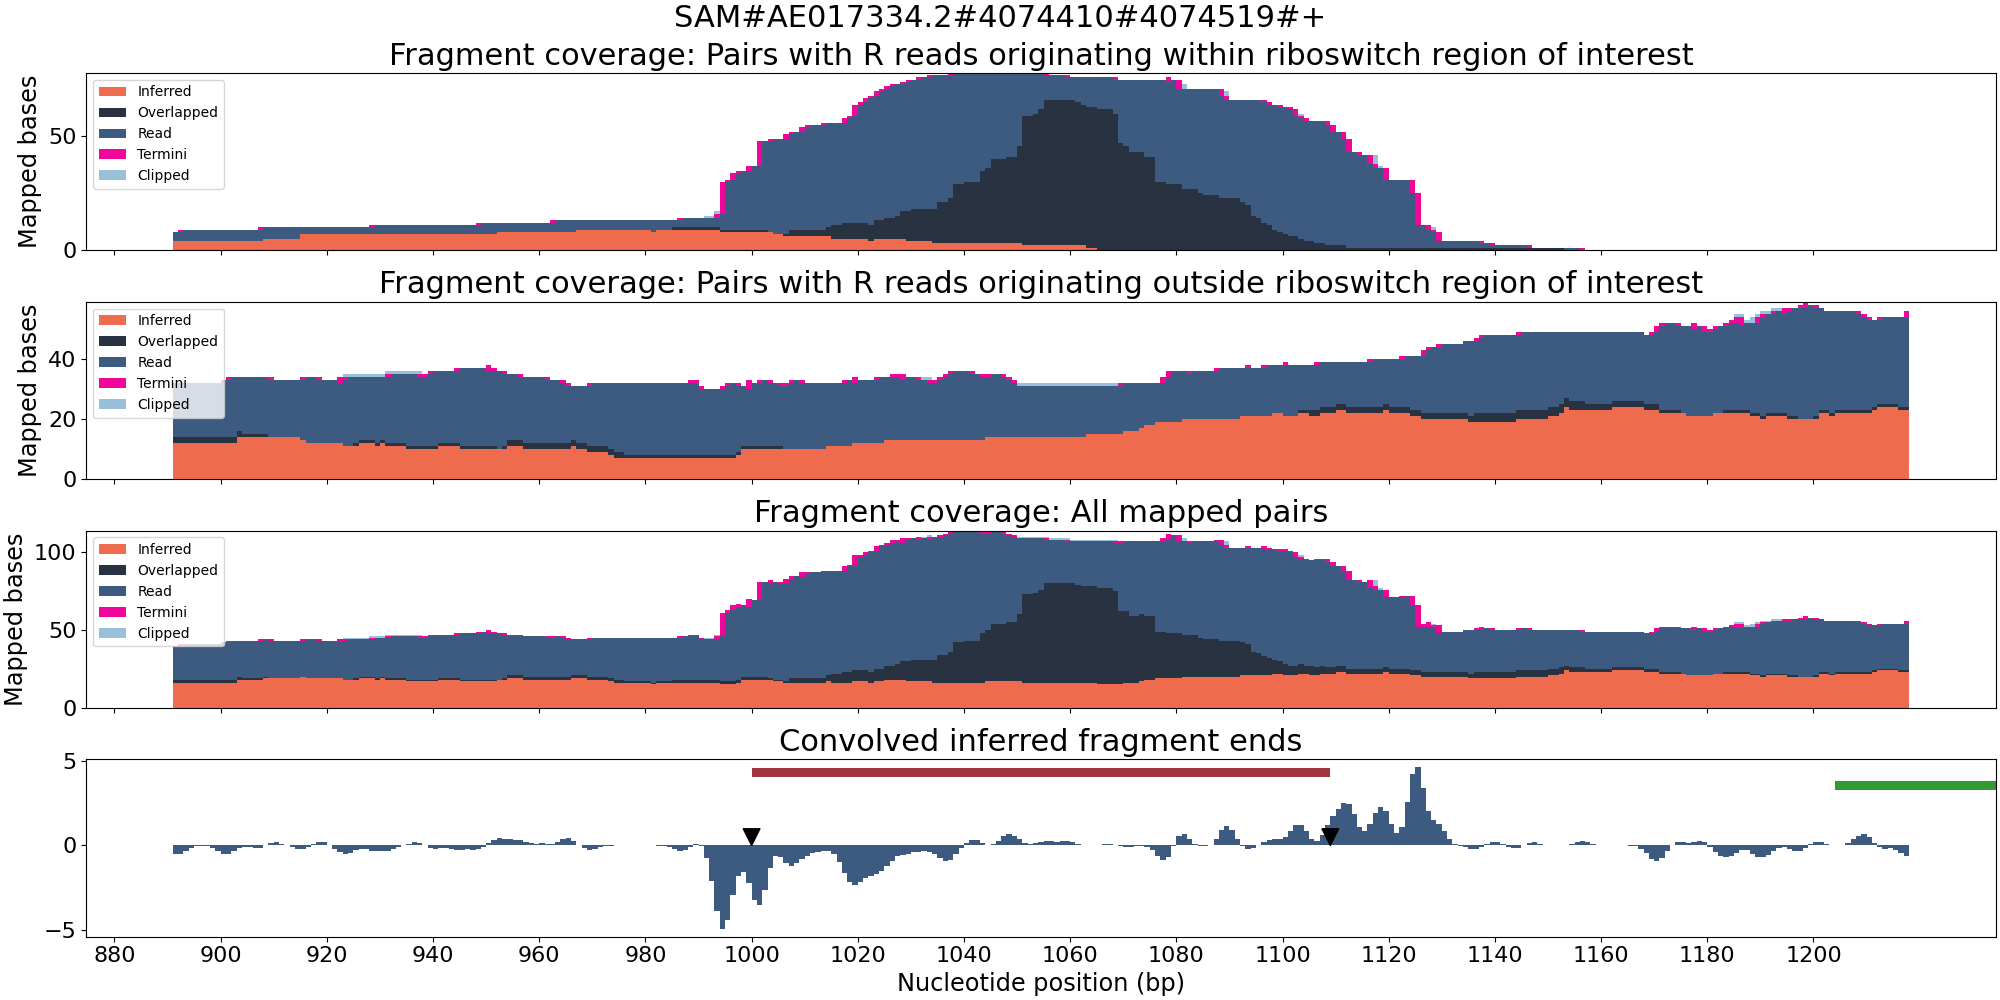 SAM#AE017334.2#4074410#4074519#+
Fragment coverage: Pairs with R reads originating within riboswitch region of interest
Mapped bases
50
0
Inferred
Overlapped
Read
Termini
Clipped
Fragment coverage: Pairs with R reads originating outside riboswitch region of interest
Mapped bases
40
20
0
Inferred
Overlapped
Read
Termini
Clipped
Fragment coverage: All mapped pairs
Mapped bases
100
50
0
Inferred
Overlapped
Read
Termini
Clipped
Convolved inferred fragment ends
5
0
−5
880 900 920 940 960 980 1000 1020 1040 1060 1080 1100 1120 1140 1160 1180 1200
Nucleotide position (bp)